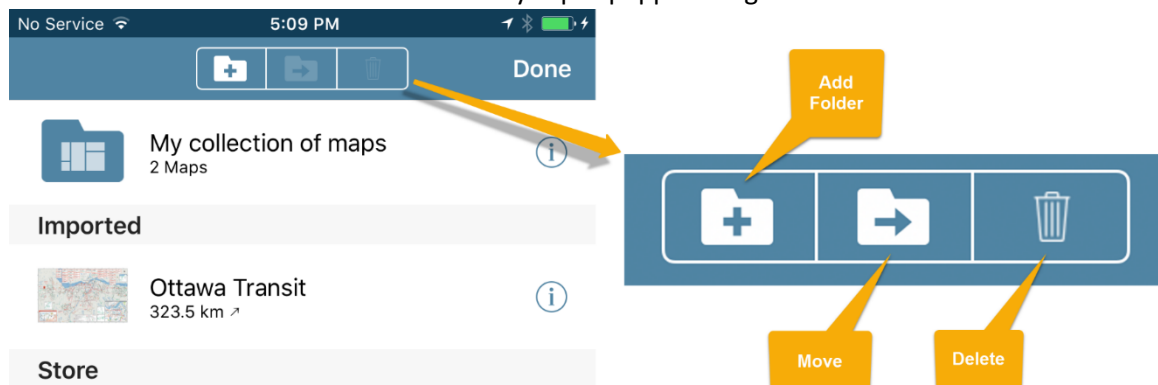 No Service
5:09 PM
Done
My collection of maps
2 Maps
Imported
Ottawa Transit
323.5 km
Store
Add
Folder
Move
Delete